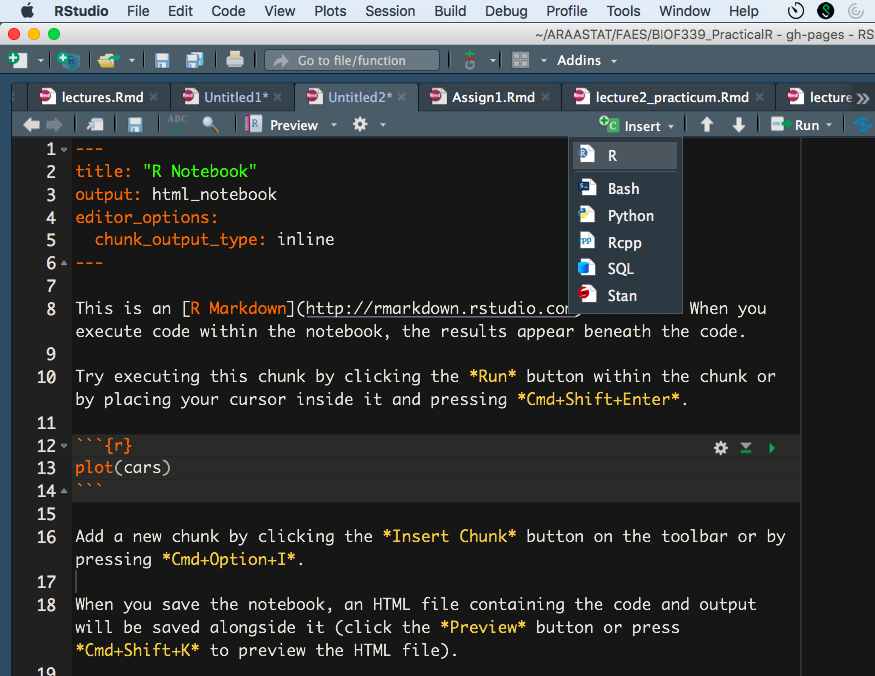 RStudio File Edit Code View Plots Session Build Debug Profile Tools Window Help
~/ARAASTAT/FAES/BIOF339_PracticalR - gh-pages - RS
Go to file/function Addins
lectures.Rmd Untitled1* Untitled2* Assign1.Rmd lecture2_practicum.Rmd lecture
ABC Preview Insert Run
R
Bash
Python
Rcpp
SQL
Stan
1 ---
2 title: "R Notebook"
3 output: html_notebook
4 editor_options:
5 chunk_output_type: inline
6 ---
7
8 This is an [R Markdown](http://rmarkdown.rstudio.com When you
execute code within the notebook, the results appear beneath the code.
9
10 Try executing this chunk by clicking the *Run* button within the chunk or
by placing your cursor inside it and pressing *Cmd+Shift+Enter*.
11
12 ```{r}
13 plot(cars)
14 ```
15
16 Add a new chunk by clicking the *Insert Chunk* button on the toolbar or by
pressing *Cmd+Option+I*.
17
18 When you save the notebook, an HTML file containing the code and output
will be saved alongside it (click the *Preview* button or press
*Cmd+Shift+K* to preview the HTML file).
19